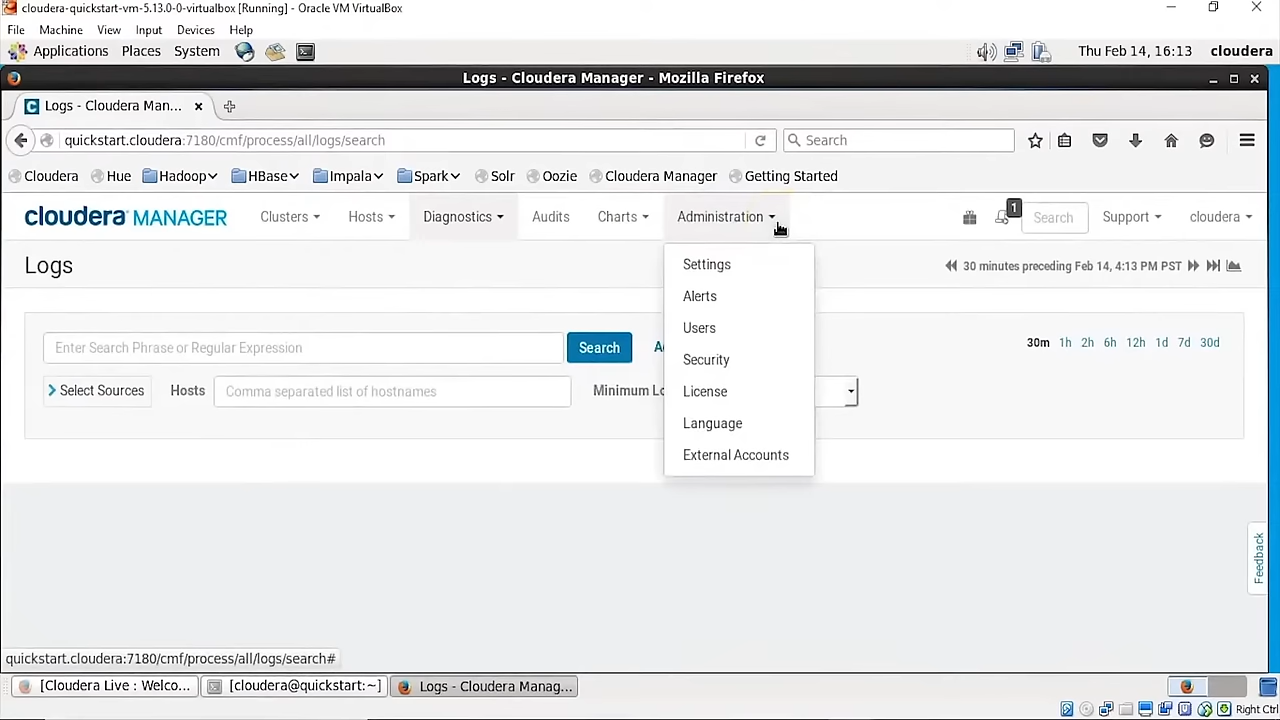 cloudera-quickstart-vm-5.13.0-0-virtualbox [Running] - Oracle VM VirtualBox
File Machine View Input Devices Help
Applications Places System Thu Feb 14, 16:13 cloudera
Logs - Cloudera Manager - Mozilla Firefox
Logs - Cloudera Man...
quickstart.cloudera:7180/cmf/process/all/logs/search Search
Cloudera Hue Hadoop HBase Impala Spark Solr Oozie Cloudera Manager Getting Started
cloudera MANAGER Clusters Hosts Diagnostics Audits Charts Administration 1 Search Support cloudera
Logs 30 minutes preceding Feb 14, 4:13 PM PST
Settings
Alerts
Users
Security
License
Language
External Accounts
Enter Search Phrase or Regular Expression Search 30m 1h 2h 6h 12h 1d 7d 30d
Select Sources Hosts Comma separated list of hostnames Minimum Lo
Feedback
quickstart.cloudera:7180/cmf/process/all/logs/search#
[Cloudera Live : Welco... [cloudera@quickstart:~] Logs - Cloudera Manag...
Right Ctrl